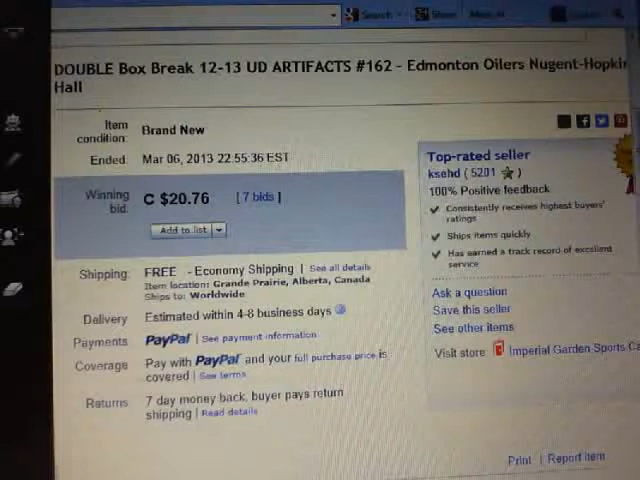 Search
Share
DOUBLE Box Break 12-13 UD ARTIFACTS #162 - Edmonton Oilers Nugent-Hopkin
Hall
Item condition: Brand New
Ended: Mar 06, 2013 22:55:36 EST
Winning bid: C $20.76 [ 7 bids ]
Add to list
Shipping: FREE - Economy Shipping | See all details
Item location: Grande Prairie, Alberta, Canada
Ships to: Worldwide
Delivery Estimated within 4-8 business days
Payments PayPal | See payment information
Coverage Pay with PayPal and your full purchase price is
covered | See terms
Returns 7 day money back, buyer pays return
shipping | Read details
Top-rated seller
ksehd ( 5201 )
100% Positive feedback
Consistently receives highest buyers'
ratings
Ships items quickly
Has earned a track record of excellent
service
Ask a question
Save this seller
See other items
Visit store: Imperial Garden Sports Ca
Print | Report item